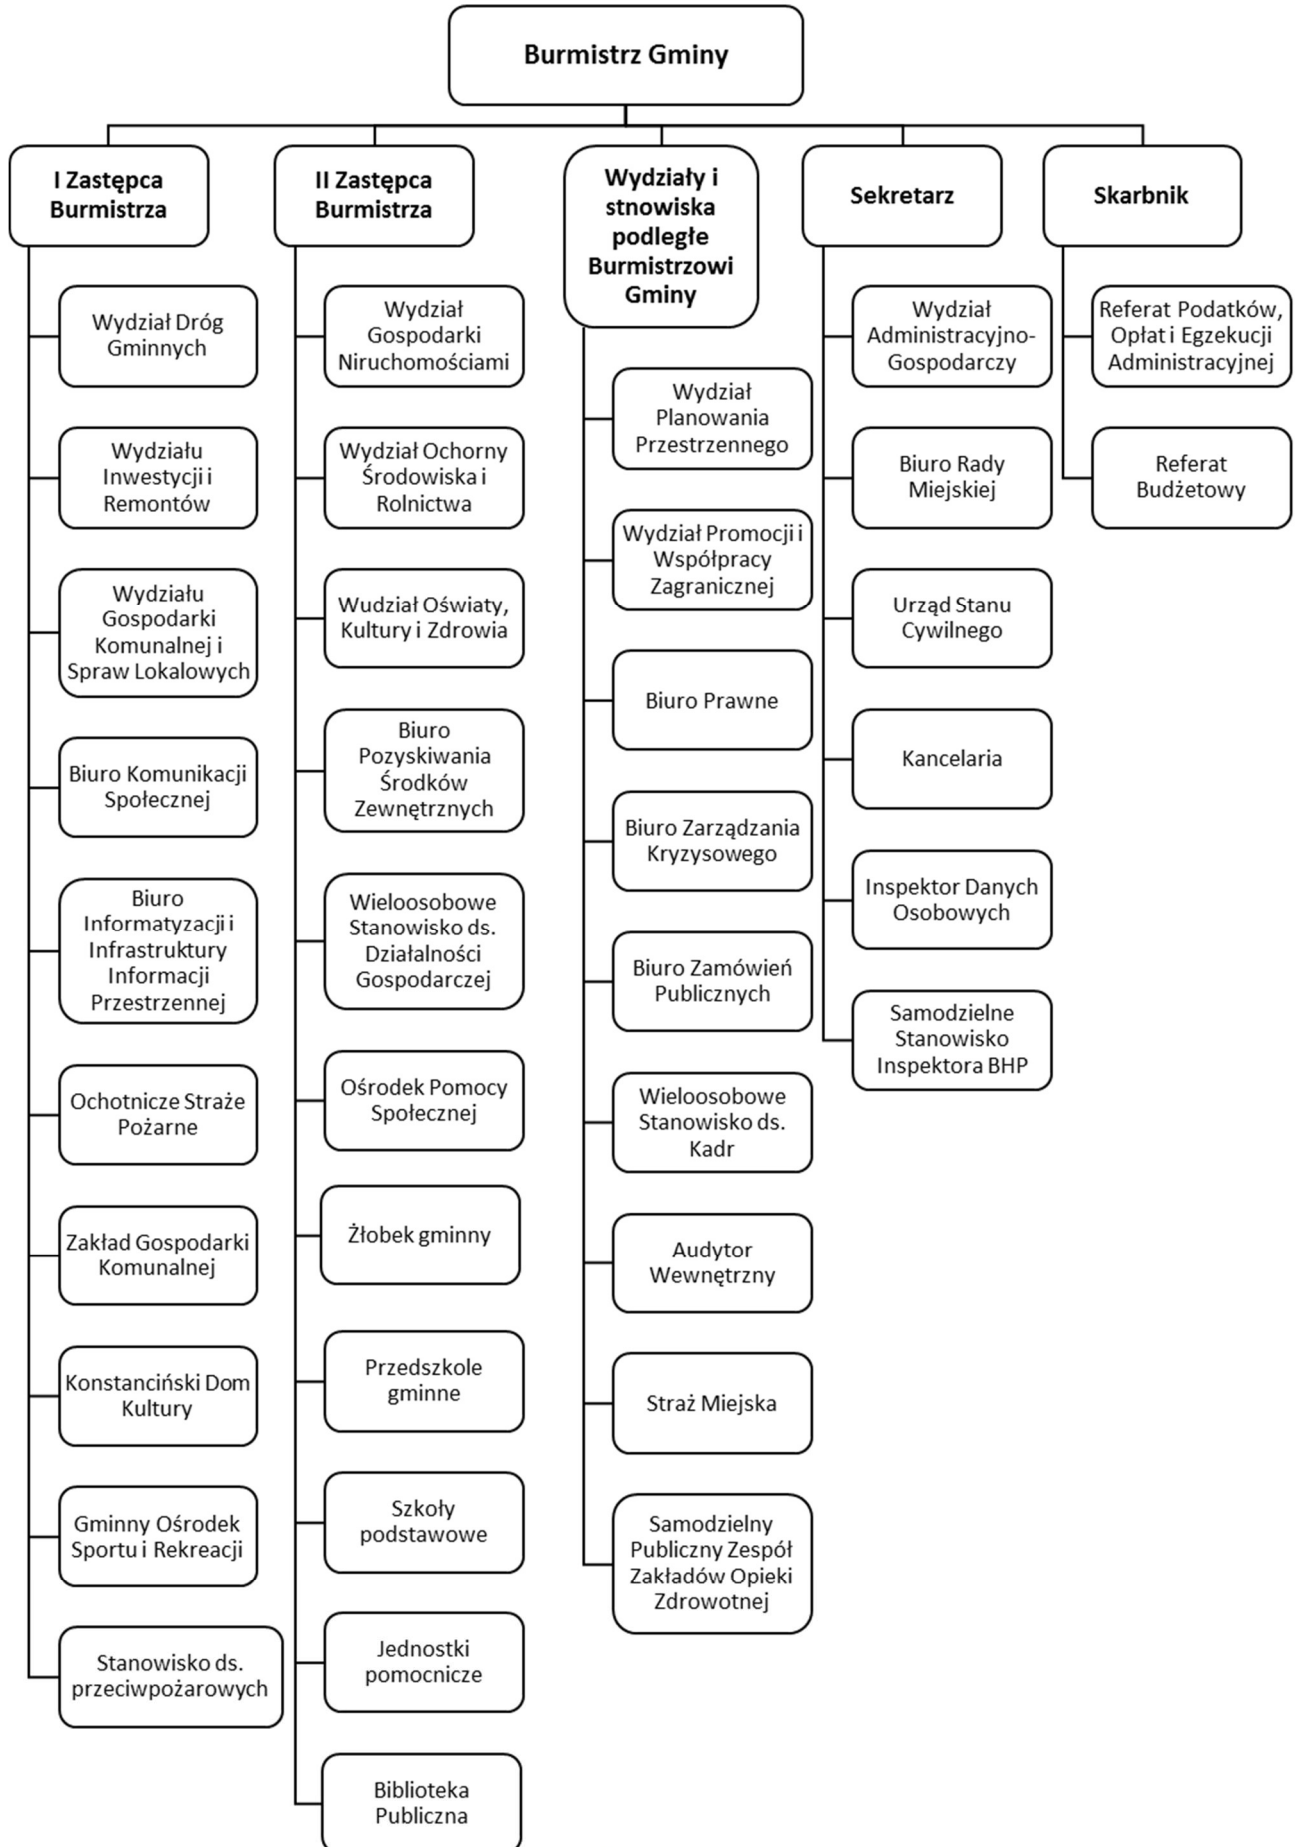 Burmistrz Gminy
I Zastępca
Burmistrza
Wydział Dróg
Gminnych
Wydziału
Inwestycji i
Remontów
Wydziału
Gospodarki
Komunalnej i
Spraw Lokalowych
Biuro Komunikacji
Społecznej
Biuro
Informatyzacji i
Infrastruktury
Informacji
Przestrzennej
Ochotnicze Straże
Pożarne
Zakład Gospodarki
Komunalnej
Konstanciński Dom
Kultury
Gminny Ośrodek
Sportu i Rekreacji
Stanowisko ds.
przeciwpożarowych
II Zastępca
Burmistrza
Wydział
Gospodarki
Niruchomościami
Wydział Ochorny
Środowiska i
Rolnictwa
Wudział Oświaty,
Kultury i Zdrowia
Biuro
Pozyskiwania
Środków
Zewnętrznych
Wieloosobowe
Stanowisko ds.
Działalności
Gospodarczej
Ośrodek Pomocy
Społecznej
Żłobek gminny
Przedszkole
gminne
Szkoły
podstawowe
Jednostki
pomocnicze
Biblioteka
Publiczna
Wydziały i
stnowiska
podległe
Burmistrzowi
Gminy
Wydział
Planowania
Przestrzennego
Wydział Promocji i
Współpracy
Zagranicznej
Biuro Prawne
Biuro Zarządzania
Kryzysowego
Biuro Zamówień
Publicznych
Wieloosobowe
Stanowisko ds.
Kadr
Audytor
Wewnętrzny
Straż Miejska
Samodzielny
Publiczny Zespół
Zakładów Opieki
Zdrowotnej
Sekretarz
Wydział
Administracyjno-
Gospodarczy
Biuro Rady
Miejskiej
Urząd Stanu
Cywilnego
Kancelaria
Inspektor Danych
Osobowych
Samodzielne
Stanowisko
Inspektora BHP
Skarbnik
Referat Podatków,
Opłat i Egzekucji
Administracyjnej
Referat
Budżetowy